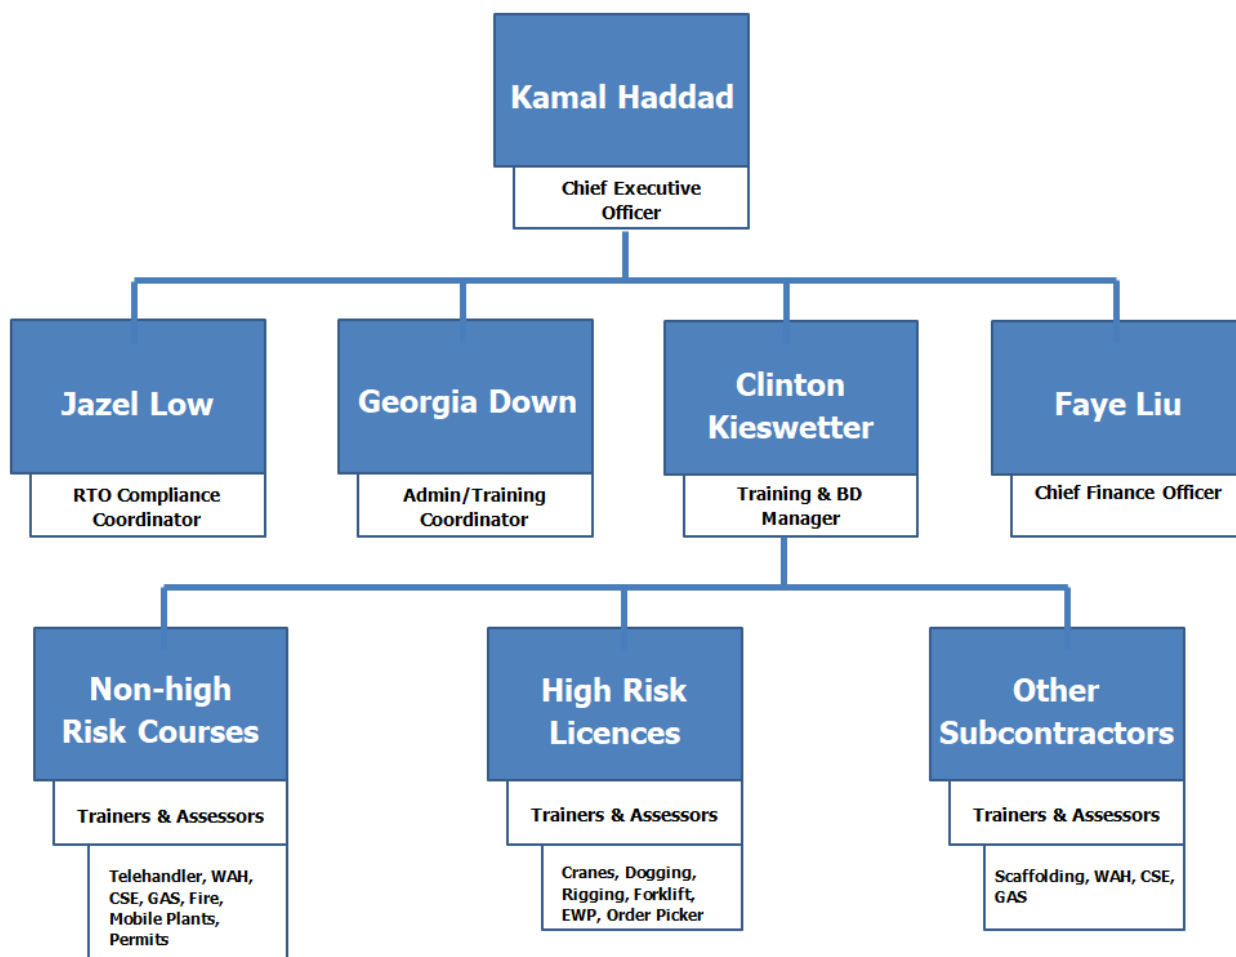 Kamal Haddad
Chief Executive
Officer
Jazel Low
RTO Compliance
Coordinator
Georgia Down
Admin/Training
Coordinator
Clinton
Kieswetter
Training & BD
Manager
Faye Liu
Chief Finance Officer
Non-high
Risk Courses
Trainers & Assessors
Telehandler, WAH,
CSE, GAS, Fire,
Mobile Plants,
Permits
High Risk
Licences
Trainers & Assessors
Cranes, Dogging,
Rigging, Forklift,
EWP, Order Picker
Other
Subcontractors
Trainers & Assessors
Scaffolding, WAH, CSE,
GAS